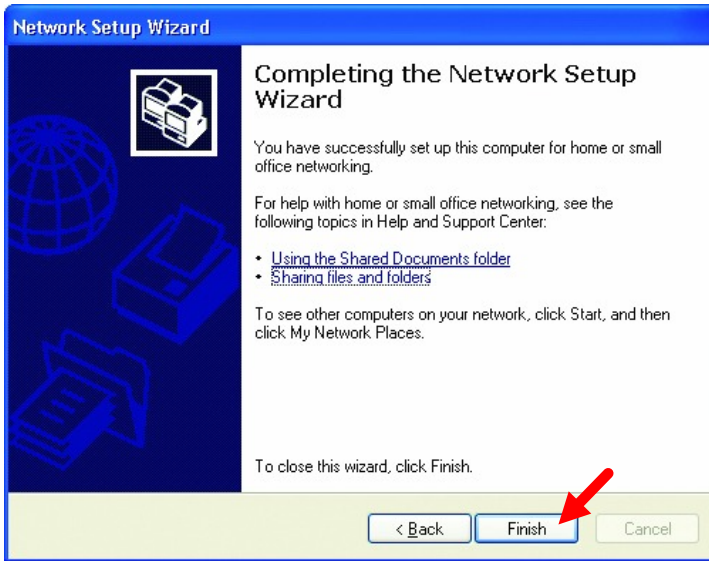 Network Setup Wizard
Completing the Network Setup
Wizard
You have successfully set up this computer for home or small
office networking.
For help with home or small office networking, see the
following topics in Help and Support Center:
• Using the Shared Documents folder
• Sharing files and folders
To see other computers on your network, click Start, and then
click My Network Places.
To close this wizard, click Finish.
< Back Finish Cancel